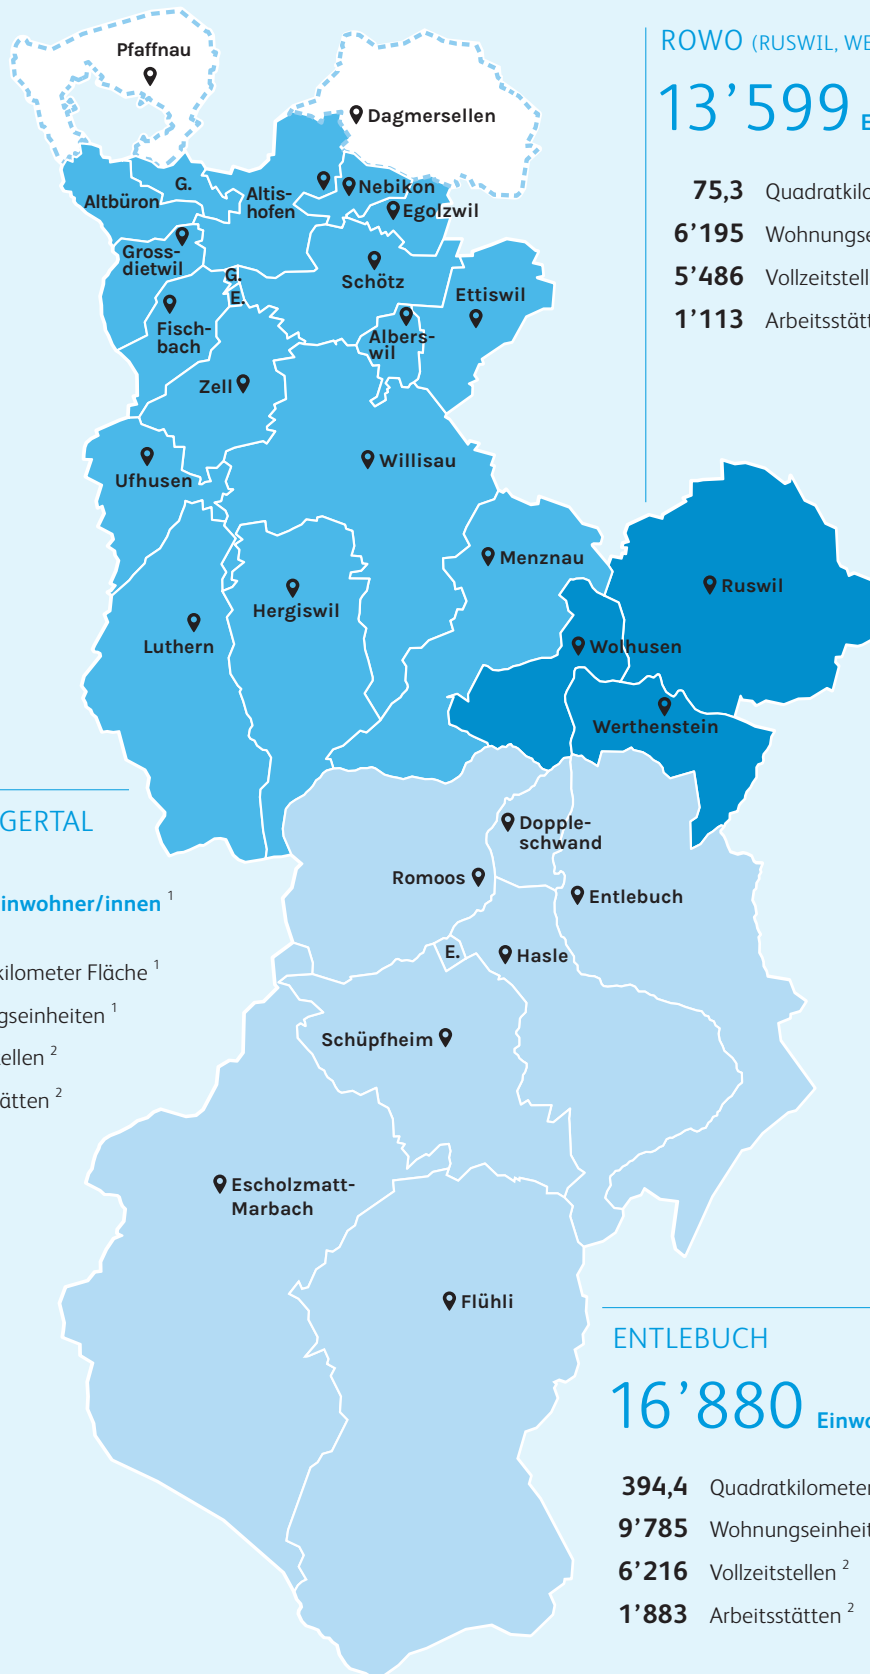 Pfaffnau
Dagmersellen
ROWO (RUSWIL, WE
13’599 E
75,3 Quadratkilo
6’195 Wohnungse
5’486 Vollzeitstell
1’113 Arbeitsstätt
G.
Altbüron
Altis-
hofen
Nebikon
Egolzwil
Gross-
dietwil
G.
E.
Schötz
Ettiswil
Fisch-
bach
Albers-
wil
Zell
Ufhusen
Willisau
Menznau
Ruswil
Hergiswil
Luthern
Wolhusen
Werthenstein
GERTAL
inwohner/innen 1
kilometer Fläche 1
gseinheiten 1
ellen 2
ätten 2
Dopple-
schwand
Romoos
Entlebuch
E.
Hasle
Schüpfheim
Escholzmatt-
Marbach
Flühli
ENTLEBUCH
16’880 Einwo
394,4 Quadratkilometer
9’785 Wohnungseinheit
6’216 Vollzeitstellen 2
1’883 Arbeitsstätten 2